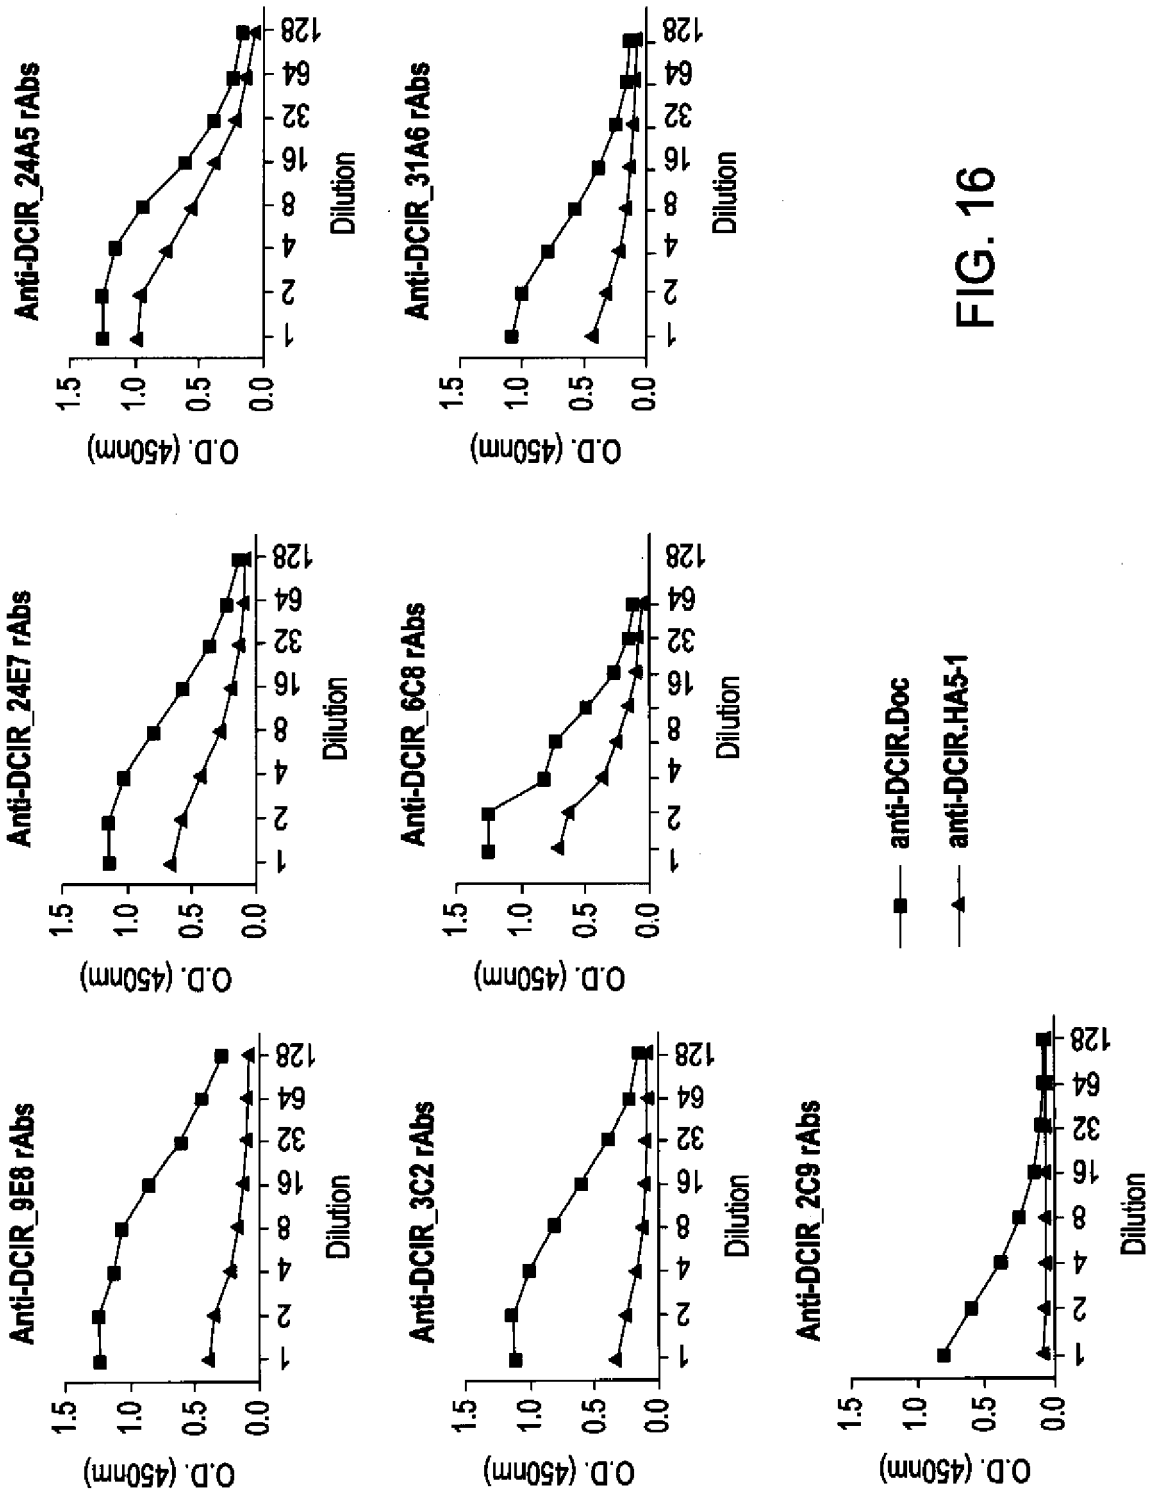 Anti-DCIR_9E8 rAbs
O.D. (450nm)
1.5
1.0
0.5
0.0
1 2 4 8 16 32 64 128
Dilution
Anti-DCIR_24E7 rAbs
O.D. (450nm)
1.5
1.0
0.5
0.0
1 2 4 8 16 32 64 128
Dilution
Anti-DCIR_24A5 rAbs
O.D. (450nm)
1.5
1.0
0.5
0.0
1 2 4 8 16 32 64 128
Dilution
Anti-DCIR_3C2 rAbs
O.D. (450nm)
1.5
1.0
0.5
0.0
1 2 4 8 16 32 64 128
Dilution
Anti-DCIR_6C8 rAbs
O.D. (450nm)
1.5
1.0
0.5
0.0
1 2 4 8 16 32 64 128
Dilution
Anti-DCIR_31A6 rAbs
O.D. (450nm)
1.5
1.0
0.5
0.0
1 2 4 8 16 32 64 128
Dilution
Anti-DCIR_2C9 rAbs
O.D. (450nm)
1.5
1.0
0.5
0.0
1 2 4 8 16 32 64 128
Dilution
anti-DCIR.Doc
anti-DCIR.HA5-1
FIG. 16